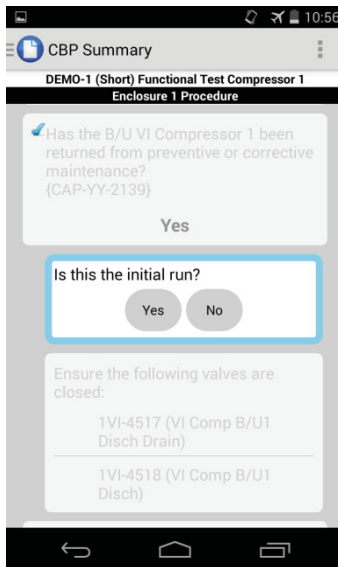 10:56
CBP Summary
DEMO-1 (Short) Functional Test Compressor 1
Enclosure 1 Procedure
Has the B/U VI Compressor 1 been
returned from preventive or corrective
maintenance?
{CAP-YY-2139}
Yes
Is this the initial run?
Yes No
Ensure the following valves are
closed:
1VI-4517 (VI Comp B/U1
Disch Drain)
1VI-4518 (VI Comp B/U1
Disch)